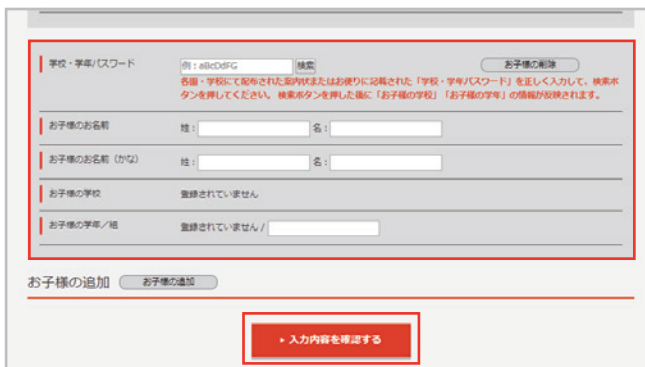 学校・学年パスワード 例：aBcDdFG 検索 お子様の削除
各園・学校にて配布された案内状またはお便りに記載された「学校・学年パスワード」を正しく入力して、検索ボ
タンを押してください。検索ボタンを押した後に「お子様の学校」「お子様の学年」の情報が反映されます。
お子様のお名前 姓： 名：
お子様のお名前（かな） 姓： 名：
お子様の学校 登録されていません
お子様の学年／組 登録されていません /
お子様の追加 お子様の追加
入力内容を確認する